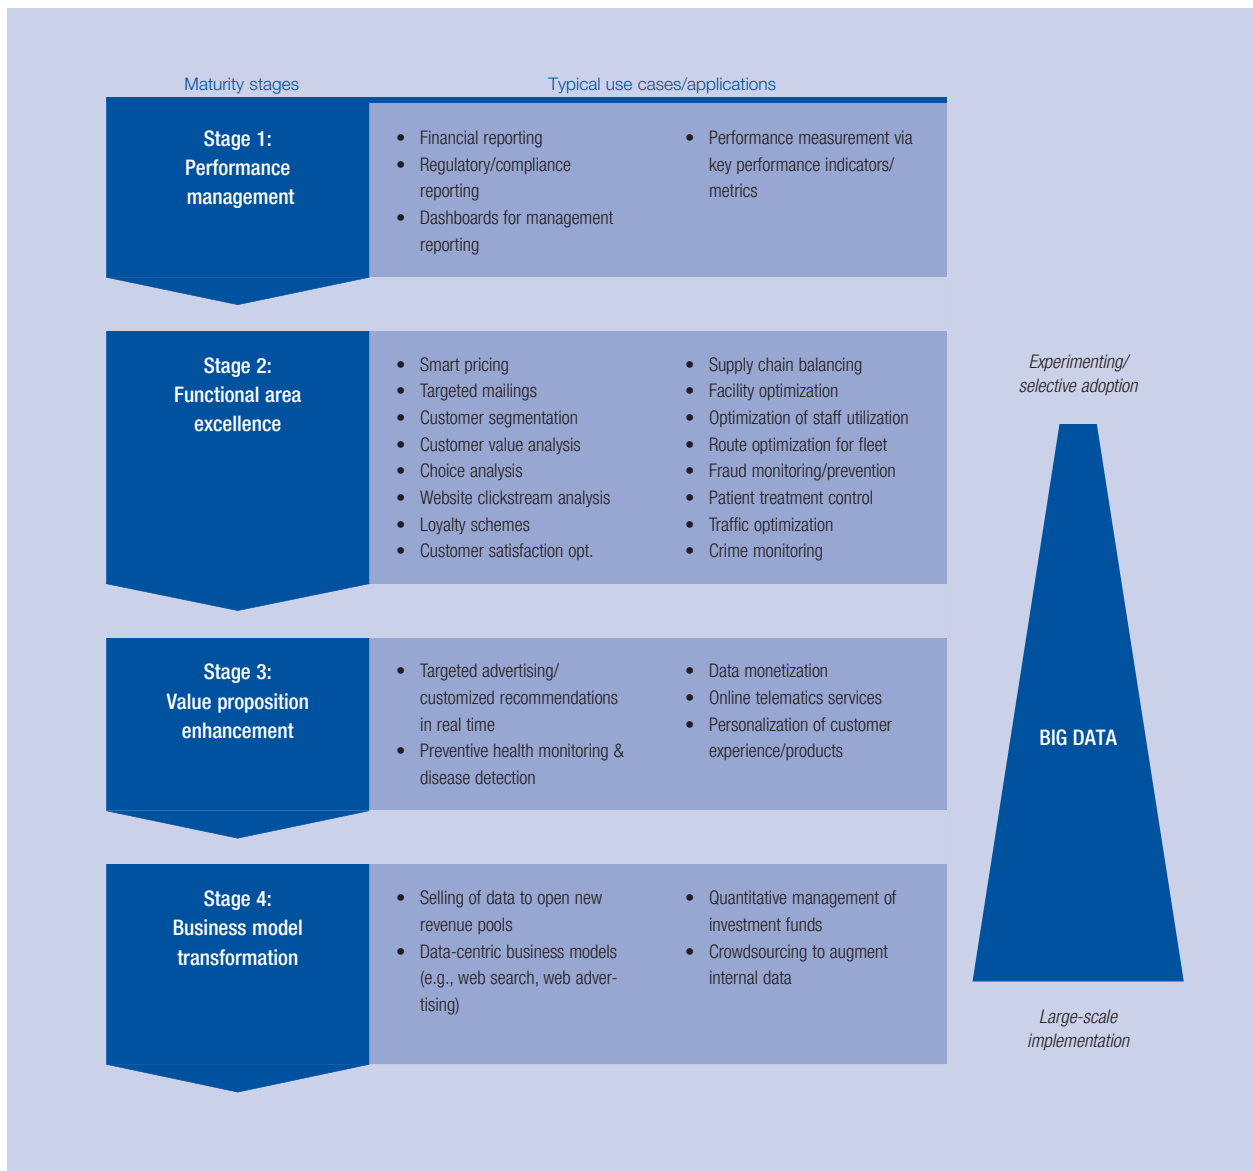 Maturity stages
Typical use cases/applications
Stage 1:
Performance
management
• Financial reporting
• Regulatory/compliance
reporting
• Dashboards for management
reporting
• Performance measurement via
key performance indicators/
metrics
Stage 2:
Functional area
excellence
• Smart pricing
• Targeted mailings
• Customer segmentation
• Customer value analysis
• Choice analysis
• Website clickstream analysis
• Loyalty schemes
• Customer satisfaction opt.
• Supply chain balancing
• Facility optimization
• Optimization of staff utilization
• Route optimization for fleet
• Fraud monitoring/prevention
• Patient treatment control
• Traffic optimization
• Crime monitoring
Stage 3:
Value proposition
enhancement
• Targeted advertising/
customized recommendations
in real time
• Preventive health monitoring &
disease detection
• Data monetization
• Online telematics services
• Personalization of customer
experience/products
Stage 4:
Business model
transformation
• Selling of data to open new
revenue pools
• Data-centric business models
(e.g., web search, web adver-
tising)
• Quantitative management of
investment funds
• Crowdsourcing to augment
internal data
Experimenting/
selective adoption
BIG DATA
Large-scale
implementation